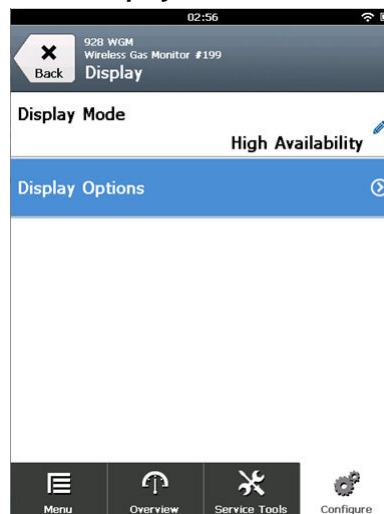 02:56
928 WGM
Wireless Gas Monitor #199
Back
Display
Display Mode
High Availability
Display Options
Menu
Overview
Service Tools
Configure